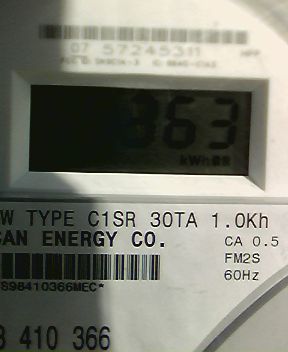 07 57245311
363
kWh
W TYPE C1SR 30TA 1.0Kh
CAN ENERGY CO.
CA 0.5
FM2S
60Hz
S98410366MEC*
8 410 366